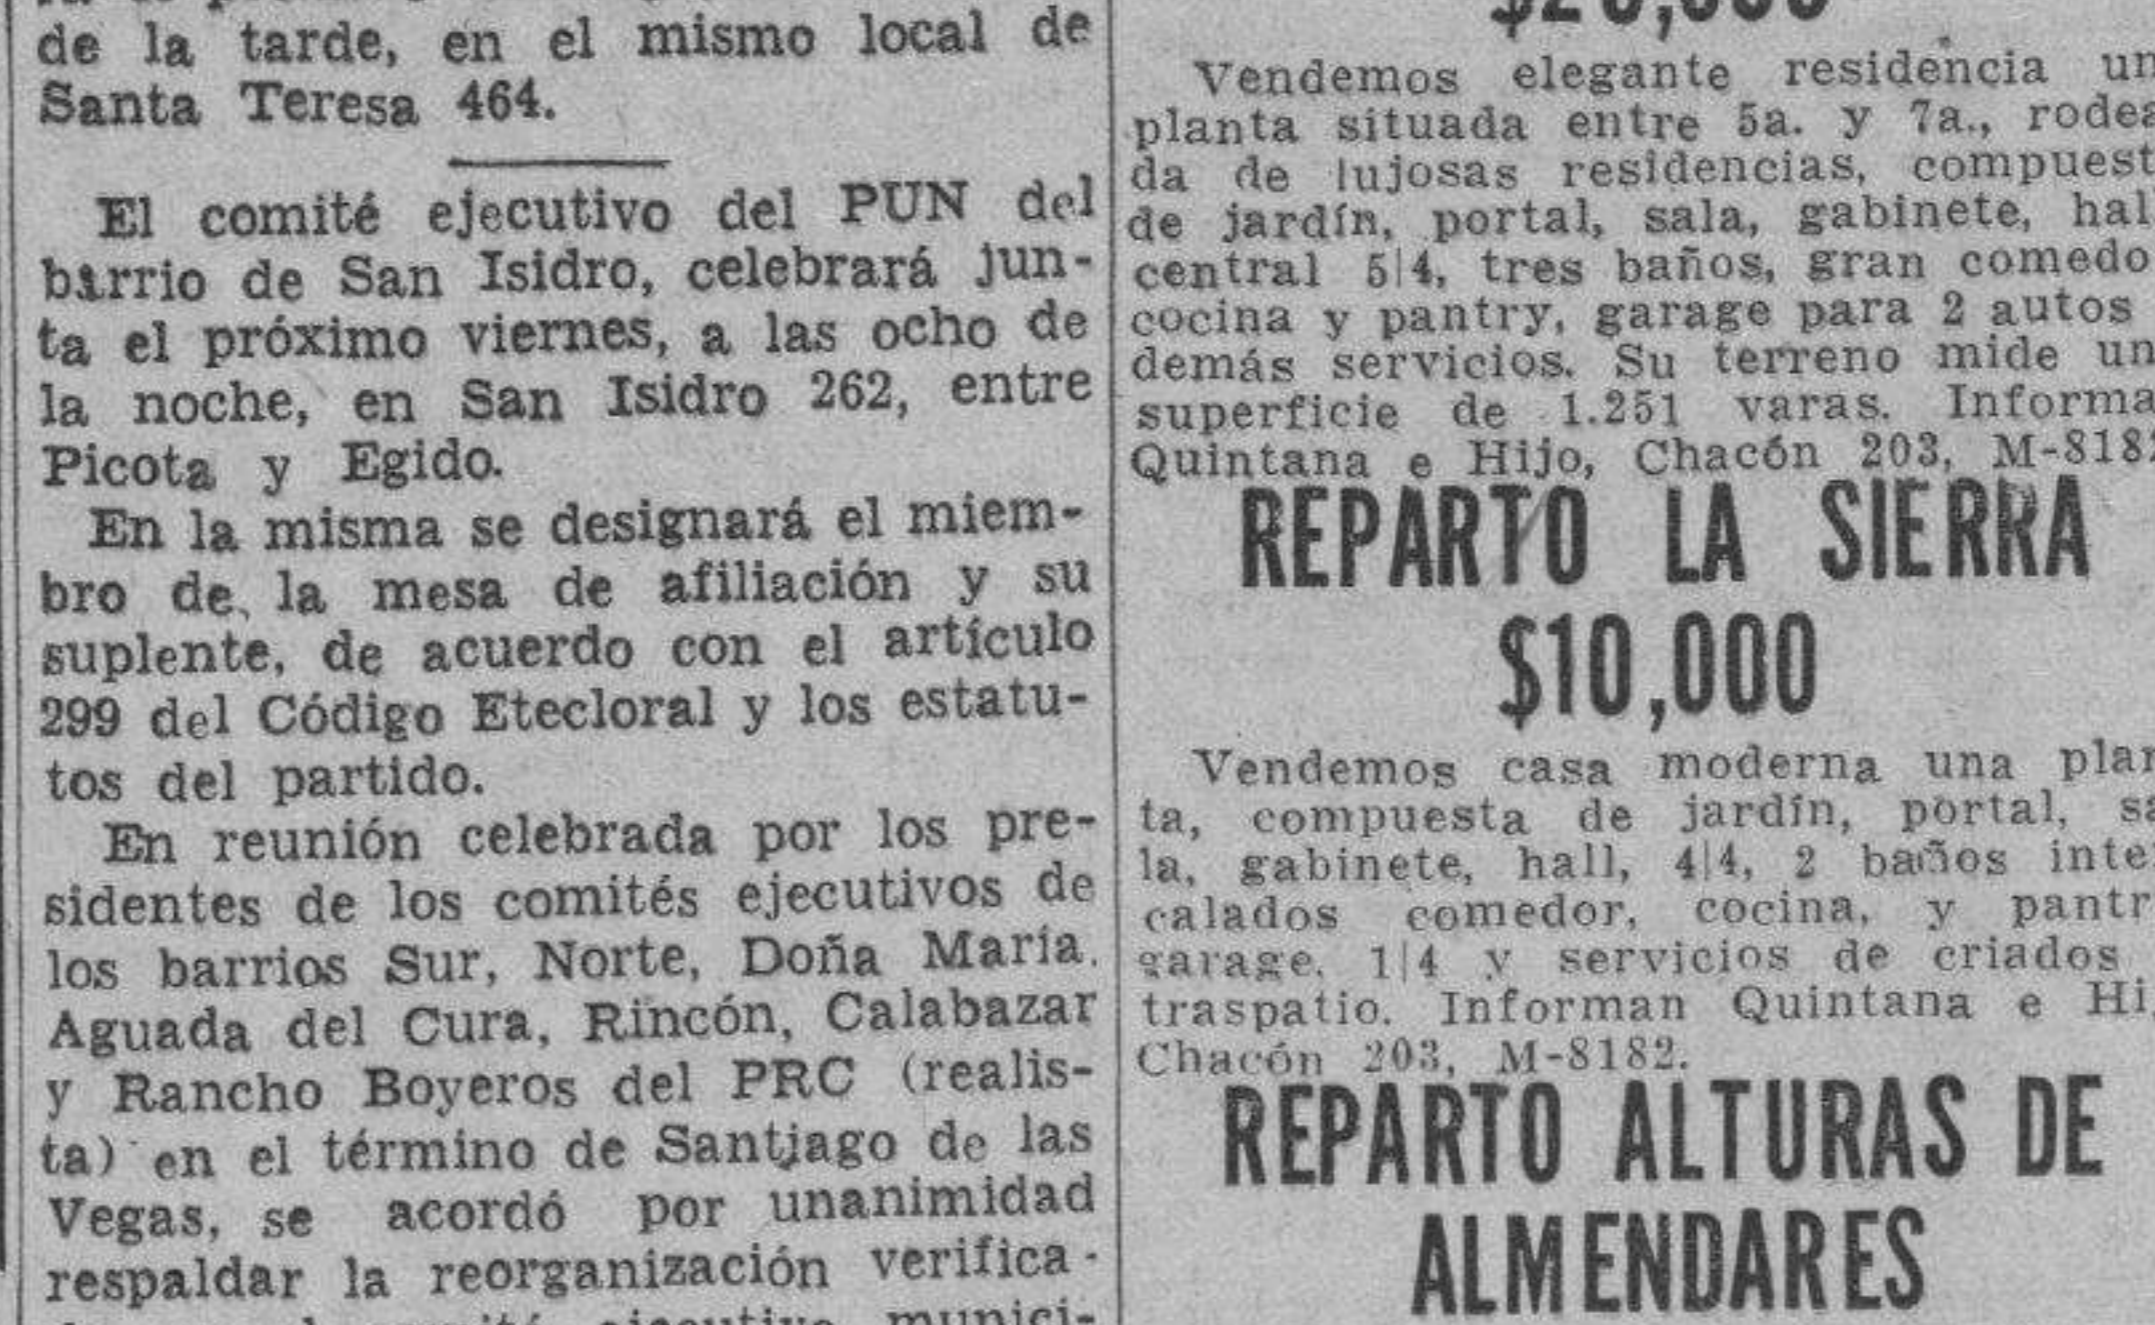 de la tarde, en el mismo local de
Santa Teresa 464.
El comité ejecutivo del PUN del
barrio de San Isidro, celebrará jun-
ta el próximo viernes, a las ocho de
la noche, en San Isidro 262, entre
Picota y Egido.
En la misma se designará el miem-
bro de la mesa de afiliación y su
suplente, de acuerdo con el artículo
299 del Código Etecloral y los estatu-
tos del partido.
En reunión celebrada por los pre-
sidentes de los comités ejecutivos de
los barrios Sur, Norte, Doña María,
Aguada del Cura, Rincón, Calabazar
y Rancho Boyeros del PRC (realis-
ta) en el término de Santiago de las
Vegas, se acordó por unanimidad
respaldar la reorganización verifica-
ejecutivo munici-
Vendemos elegante residencia un
planta situada entre 5a. y 7a., rodea
da de lujosas residencias, compuest
de jardín, portal, sala, gabinete, hal
central 5|4, tres baños, gran comedo
cocina y pantry, garage para 2 autos
demás servicios. Su terreno mide un
superficie de 1.251 varas. Informa
Quintana e Hijo, Chacón 203, M-8182
REPARTO LA SIERRA
$10,000
Vendemos casa moderna una plan
ta, compuesta de jardín, portal, sa
la, gabinete, hall, 4|4, 2 baños inte
calados comedor, cocina, y pantr
garage, 1|4 y servicios de criados
traspatio. Informan Quintana e Hi
Chacón 203, M-8182.
REPARTO ALTURAS DE
ALMENDARES